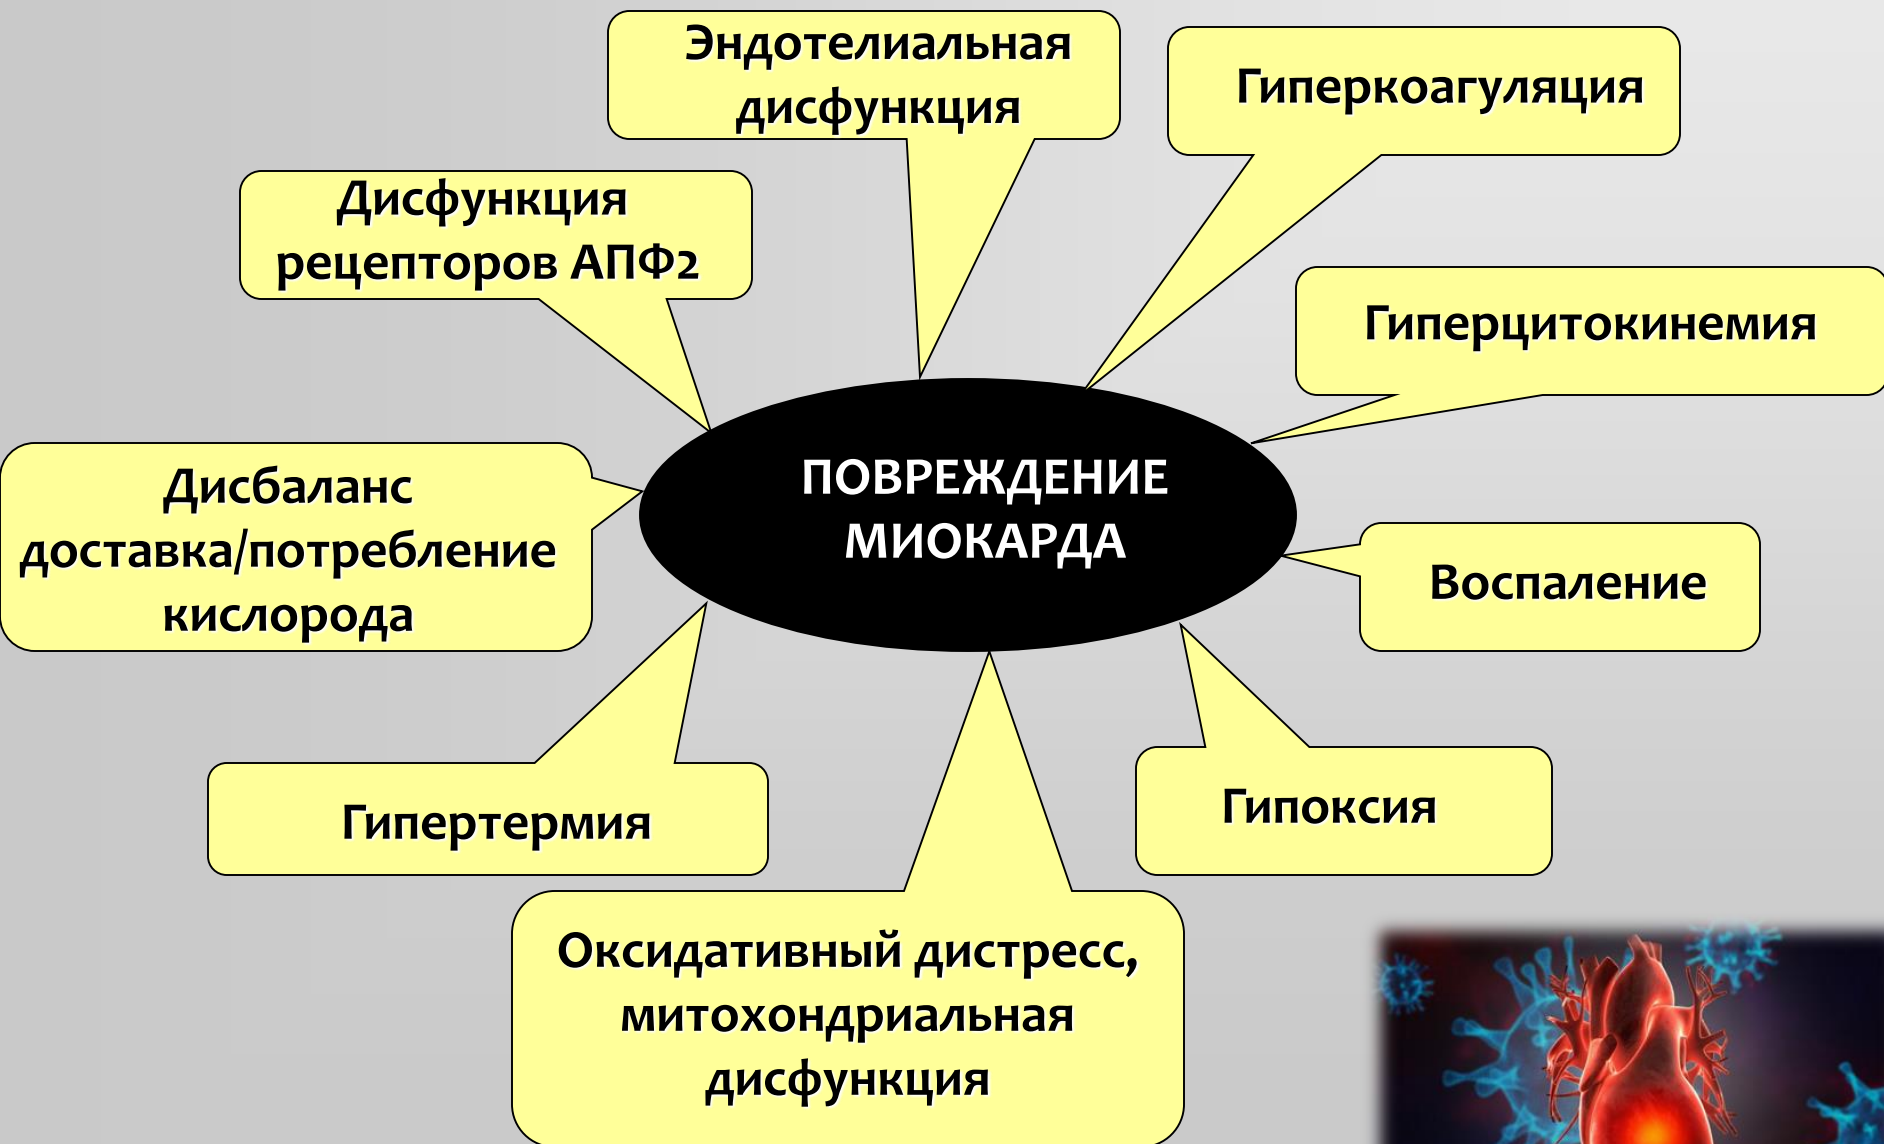 Эндотелиальная
дисфункция
Гиперкоагуляция
Дисфункция
рецепторов АПФ2
Гиперцитокинемия
ПОВРЕЖДЕНИЕ
МИОКАРДА
Дисбаланс
доставка/потребление
кислорода
Воспаление
Гипертермия
Гипоксия
Оксидативный дистресс,
митохондриальная
дисфункция